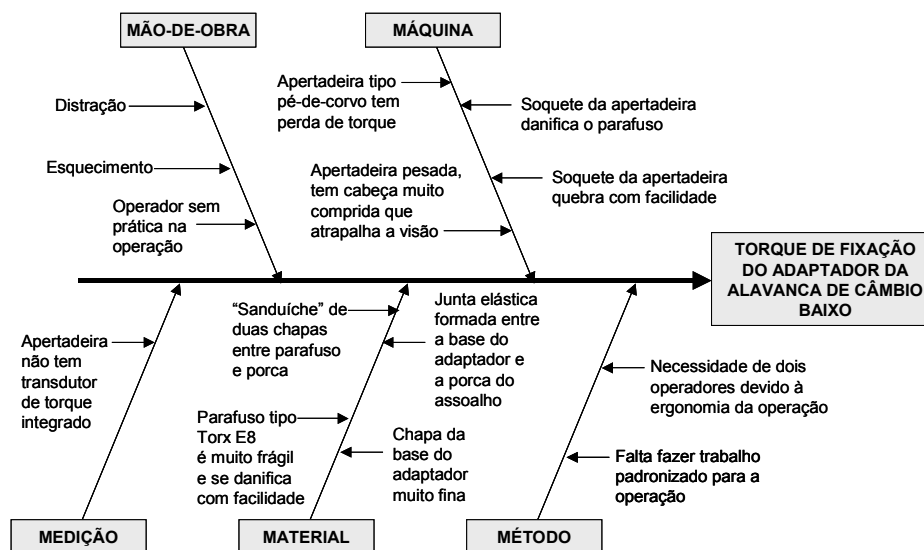 MÃO-DE-OBRA
MÁQUINA
Distração
Esquecimento
Operador sem
prática na
operação
Apertadeira tipo
pé-de-corvo tem
perda de torque
Soquete da apertadeira
danifica o parafuso
Apertadeira pesada,
tem cabeça muito
comprida que
atrapalha a visão
Soquete da apertadeira
quebra com facilidade
TORQUE DE FIXAÇÃO
DO ADAPTADOR DA
ALAVANCA DE CÂMBIO
BAIXO
Apertadeira
não tem
transdutor
de torque
integrado
“Sanduíche” de
duas chapas
entre parafuso
e porca
Junta elástica
formada entre
a base do
adaptador e
a porca do
assoalho
Parafuso tipo
Torx E8
é muito frágil
e se danifica
com facilidade
Chapa da
base do
adaptador
muito fina
Necessidade de dois
operadores devido à
ergonomia da operação
Falta fazer trabalho
padronizado para a
operação
MEDIÇÃO
MATERIAL
MÉTODO